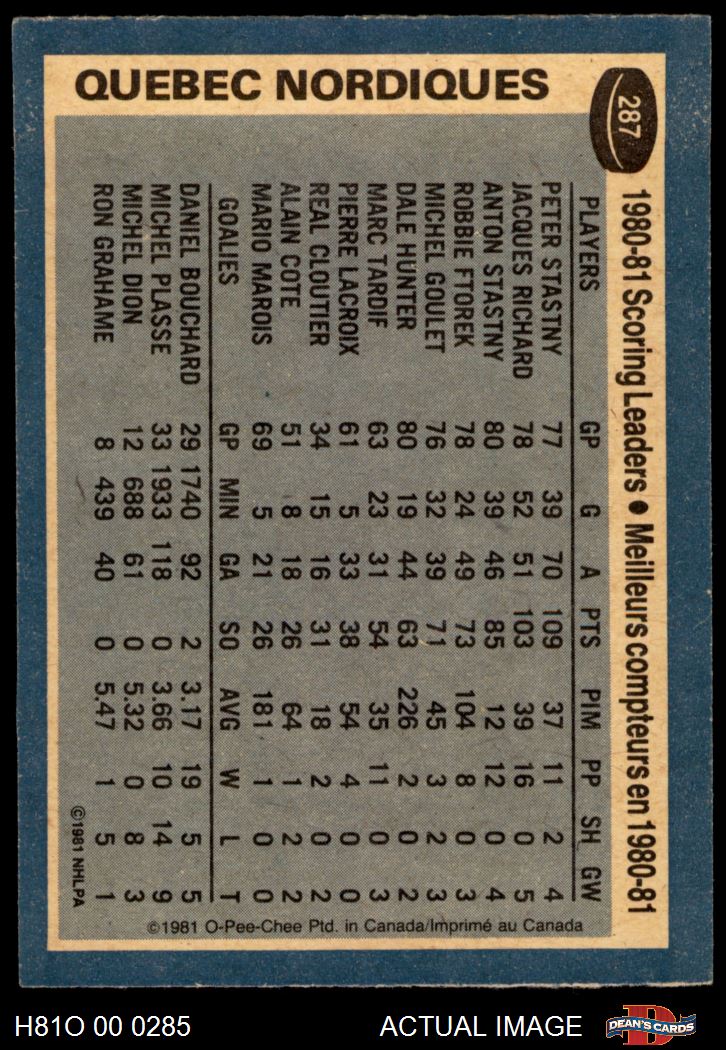 QUEBEC NORDIQUES
287
1980-81 Scoring Leaders • Meilleurs compteurs en 1980-81
PLAYERS GP G A PTS PIM PP SH GW
PETER STASTNY 77 39 70 109 37 11 2 4
JACQUES RICHARD 78 52 51 103 39 16 0 5
ANTON STASTNY 80 39 46 85 12 12 0 4
ROBBIE FTOREK 78 24 49 73 104 8 0 3
MICHEL GOULET 76 32 39 71 45 3 2 3
DALE HUNTER 80 19 44 63 226 2 0 2
MARC TARDIF 63 23 31 54 35 11 0 3
PIERRE LACROIX 61 5 33 38 54 4 0 0
REAL CLOUTIER 34 15 16 31 18 2 0 2
ALAIN COTE 51 8 18 26 64 1 2 2
MARIO MAROIS 69 5 21 26 181 1 0 0
GOALIES GP MIN GA SO AVG W L T
DANIEL BOUCHARD 29 1740 92 2 3.17 19 5 5
MICHEL PLASSE 33 1933 118 0 3.66 10 14 9
MICHEL DION 12 688 61 0 5.32 0 8 3
RON GRAHAME 8 439 40 0 5.47 1 5 1
©1981 NHLPA
©1981 O-Pee-Chee Ptd. in Canada/Imprimé au Canada
H81O 00 0285
ACTUAL IMAGE
D
DEAN'S CARDS